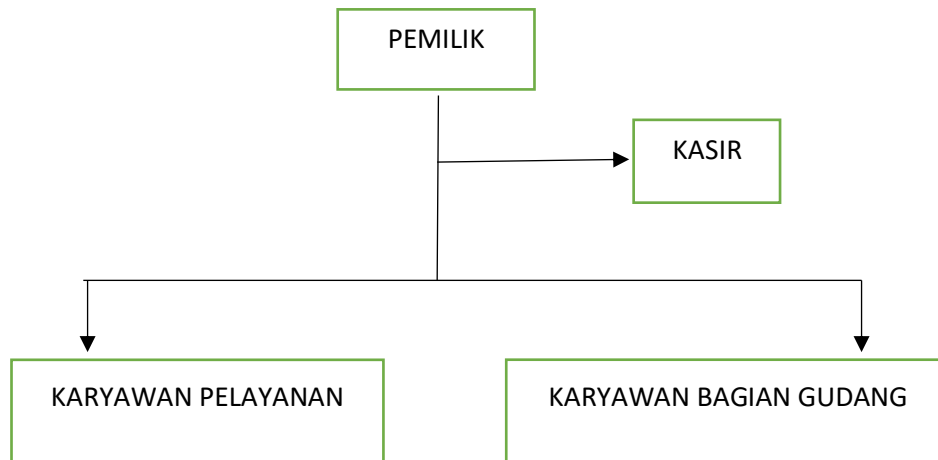 PEMILIK
KASIR
KARYAWAN PELAYANAN
KARYAWAN BAGIAN GUDANG